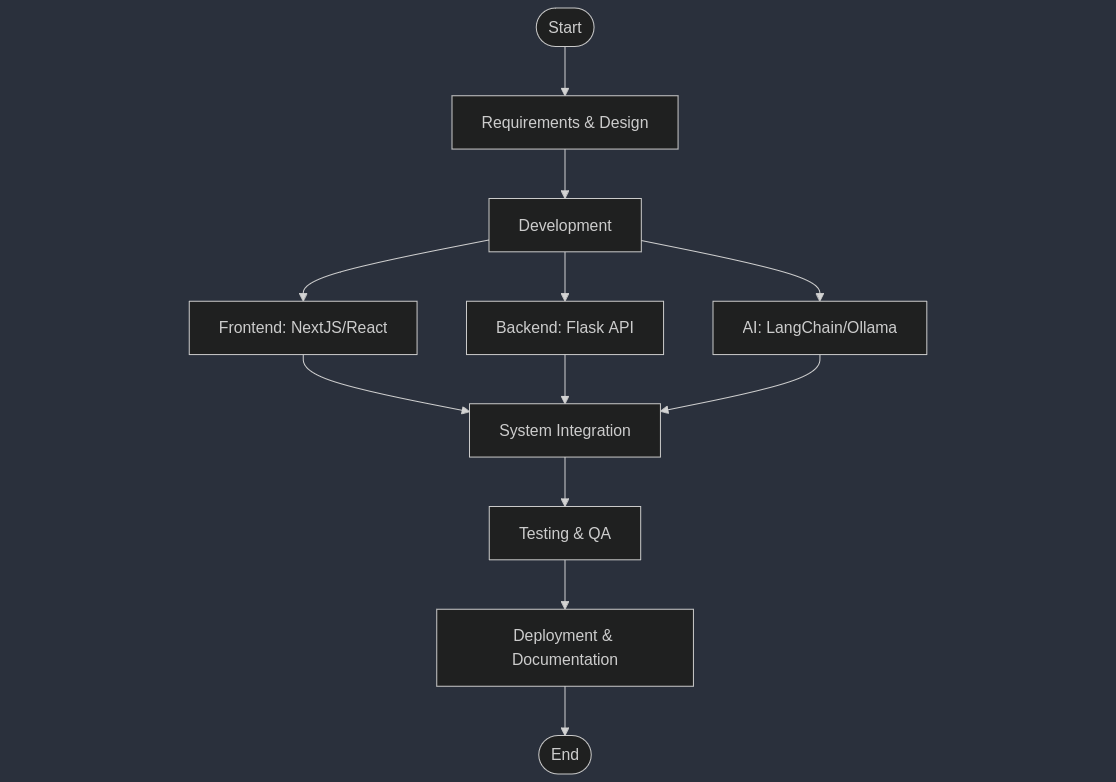 Start
Requirements & Design
Development
Frontend: NextJS/React
Backend: Flask API
AI: LangChain/Ollama
System Integration
Testing & QA
Deployment &
Documentation
End